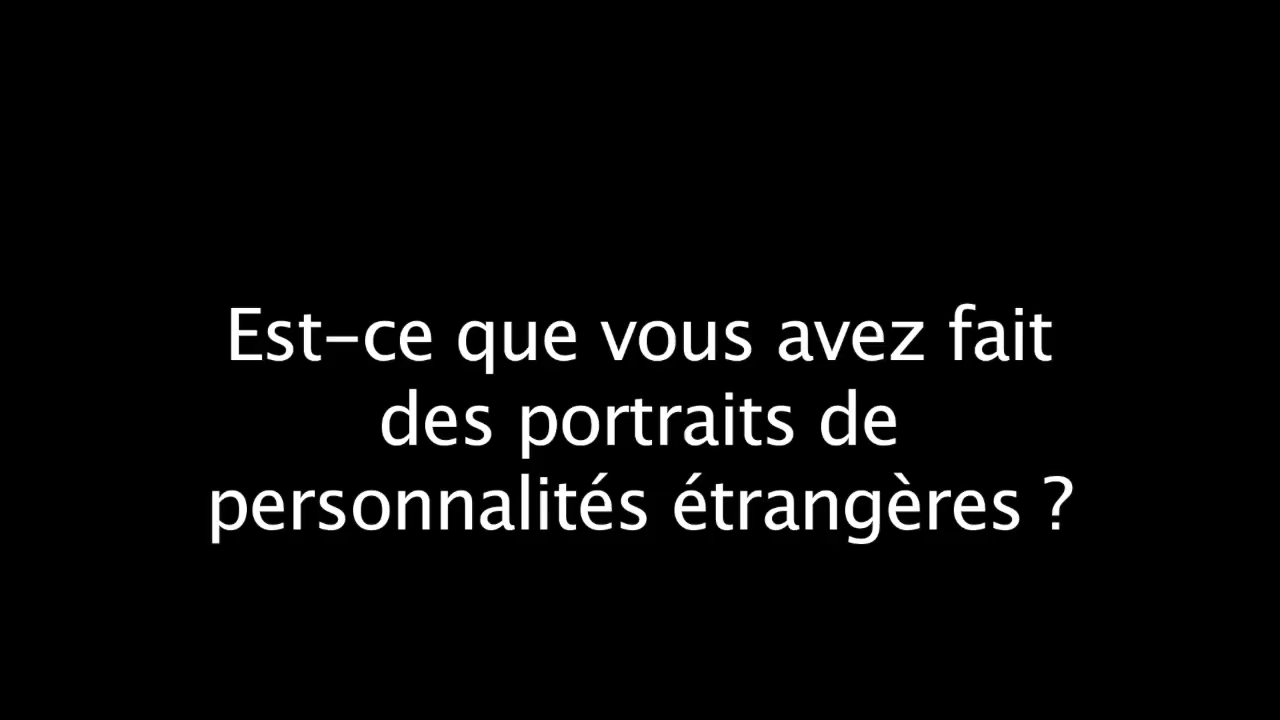 Est-ce que vous avez fait
des portraits de
personnalités étrangères ?